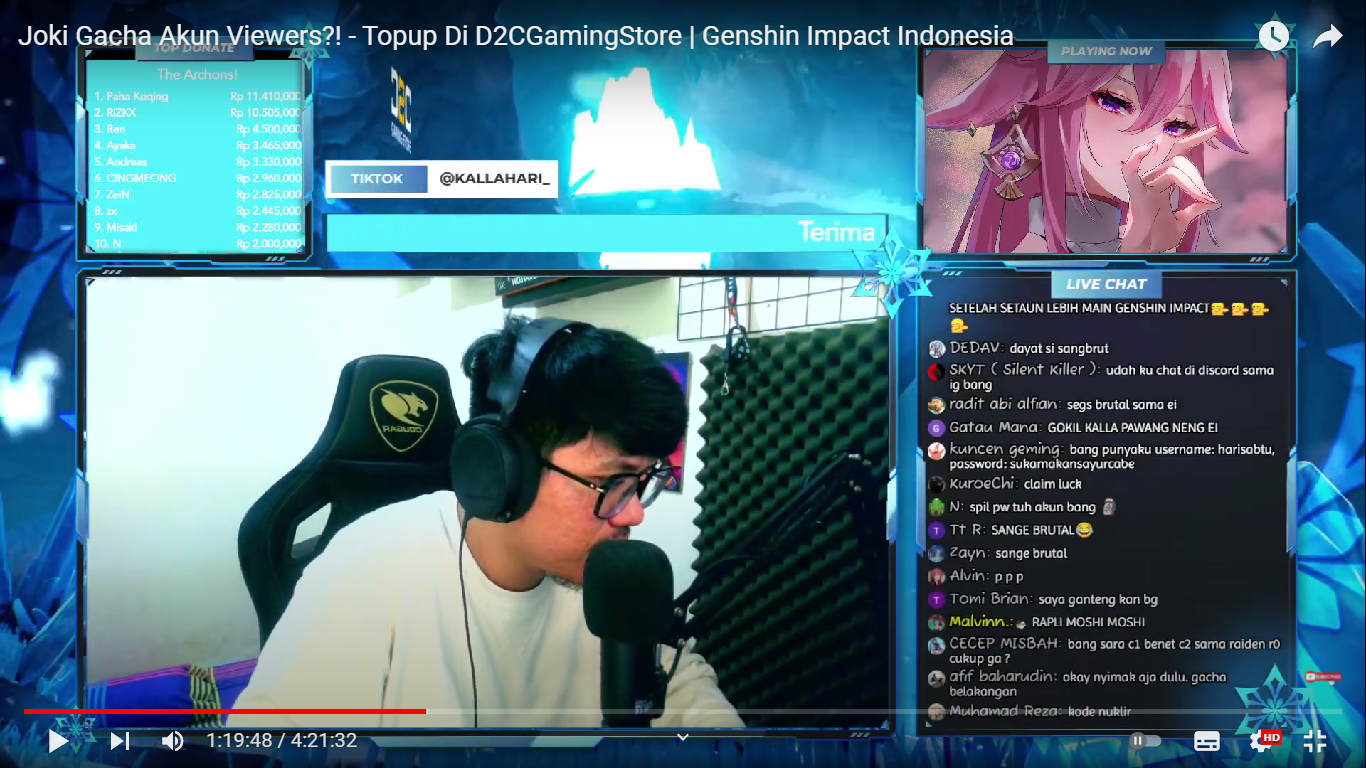 Joki Gacha Akun Viewers?! - Topup Di D2CGamingStore | Genshin Impact Indonesia
TOP DONATE
The Archons!
1. Paha Keqing Rp 11.410,000
2. RIZKX Rp 10.505,000
3. Ren Rp 4.500,000
4. Ayaka Rp 3.465,000
5. Andreas Rp 3.330,000
6. CINGMEONG Rp 2.960,000
7. ZeiN Rp 2.825,000
8. zx Rp 2.445,000
9. Misaki Rp 2.280,000
10. N Rp 2,000,000
TIKTOK @KALLAHARI_
Terima
PLAYING NOW
LIVE CHAT
SETELAH SETAUN LEBIH MAIN GENSHIN IMPACT
DEDAV: dayat si sangbrut
SKYT ( Silent Killer ): udah ku chat di discord sama
ig bang
radit abi alfian: segs brutal sama ei
Gatau Mana: GOKIL KALLA PAWANG NENG EI
kuncen geming: bang punyaku username: harisabtu,
password: sukamakansayurcabe
KuroeChi: claim luck
N: spil pw tuh akun bang 🗿
Tt R: SANGE BRUTAL😂
Zayn: sange brutal
Alvin: p p p
Tomi Brian: saya ganteng kan bg
Malvinn.: RAPLI MOSHI MOSHI
CECEP MISBAH: bang sara c1 benet c2 sama raiden r0
cukup ga ?
afif baharudin: okay nyimak aja dulu. gacha
belakangan
Muhamad Reza: kode nuklir
RABUGO
1:19:48 / 4:21:32
HD